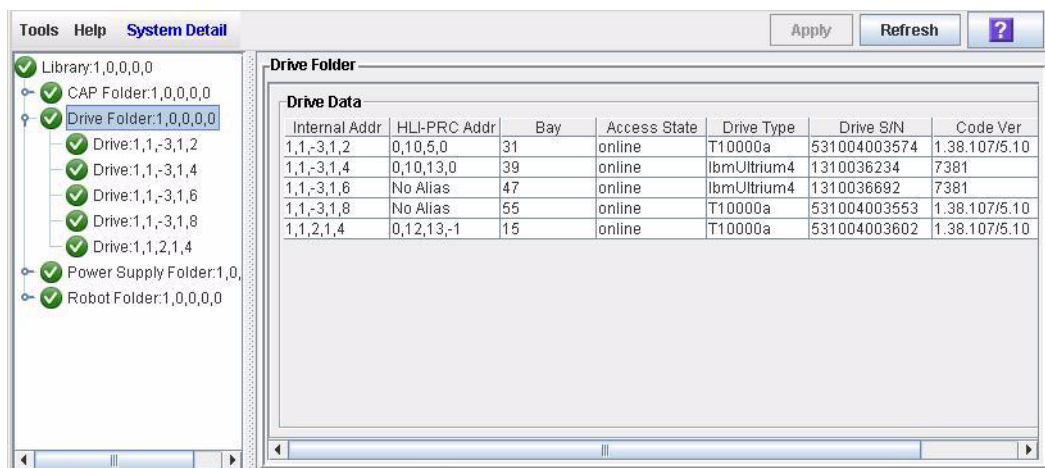 Tools Help System Detail Apply Refresh ?
Library:1,0,0,0,0
CAP Folder:1,0,0,0,0
Drive Folder:1,0,0,0,0
Drive:1,1,-3,1,2
Drive:1,1,-3,1,4
Drive:1,1,-3,1,6
Drive:1,1,-3,1,8
Drive:1,1,2,1,4
Power Supply Folder:1,0,
Robot Folder:1,0,0,0,0
Drive Folder
Drive Data
Internal Addr HLI-PRC Addr Bay Access State Drive Type Drive S/N Code Ver
1,1,-3,1,2 0,10,5,0 31 online T10000a 531004003574 1.38.107/5.10
1,1,-3,1,4 0,10,13,0 39 online IbmUltrium4 1310036234 7381
1,1,-3,1,6 No Alias 47 online IbmUltrium4 1310036692 7381
1,1,-3,1,8 No Alias 55 online T10000a 531004003553 1.38.107/5.10
1,1,2,1,4 0,12,13,-1 15 online T10000a 531004003602 1.38.107/5.10